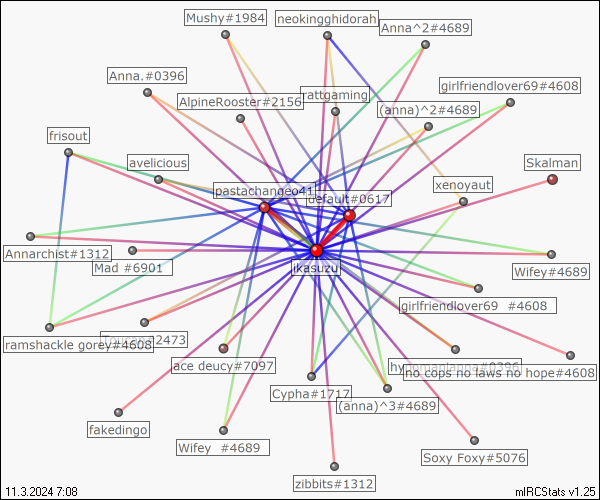 Mushy#1984
neokingghidorah
Anna^2#4689
Anna.#0396
girlfriendlover69#4608
AlpineRooster#2156
rattgaming
(anna)^2#4689
frisout
avelicious
Skalman
pastachangeo41
default#0617
xenoyaut
Annarchist#1312
Mad #6901
ikasuzu
Wifey#4689
girlfriendlover69 #4608
ramshackle gorey#4608
#2473
ace deucy#7097
hypomanianna#0396
no cops no laws no hope#4608
Cypha#1717
(anna)^3#4689
fakedingo
Wifey #4689
Soxy Foxy#5076
zibbits#1312
11.3.2024 7:08
mIRCStats v1.25